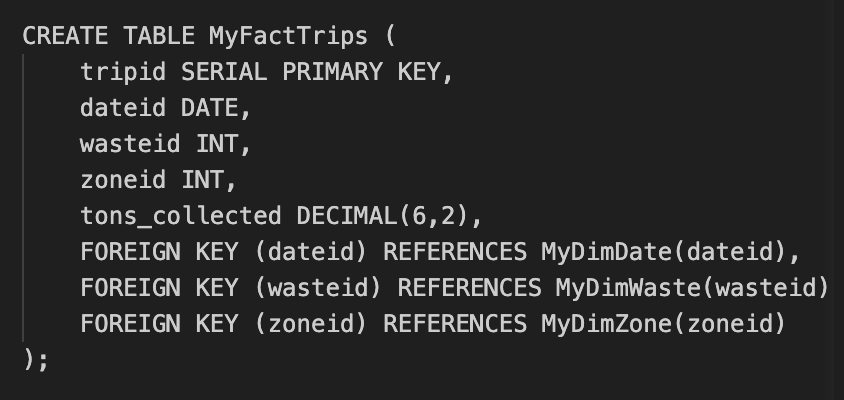 CREATE TABLE MyFactTrips (
    tripid SERIAL PRIMARY KEY,
    dateid DATE,
    wasteid INT,
    zoneid INT,
    tons_collected DECIMAL(6,2),
    FOREIGN KEY (dateid) REFERENCES MyDimDate(dateid),
    FOREIGN KEY (wasteid) REFERENCES MyDimWaste(wasteid)
    FOREIGN KEY (zoneid) REFERENCES MyDimZone(zoneid)
);